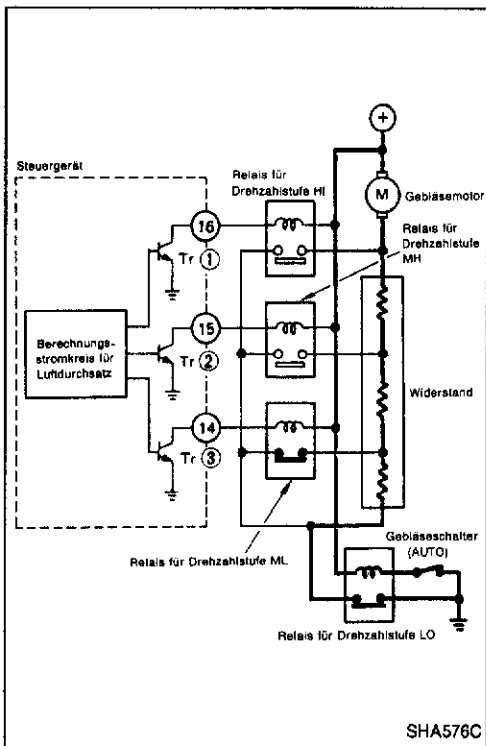 +
Steuergerät
Relais für
Drehzahlstufe HI
M
Gebläsemotor
16
Relais für
Drehzahlstufe
MH
Tr 1
15
Berechnungs-
stromkreis für
Luftdurchsatz
Tr 2
Widerstand
14
Tr 3
Gebläseschalter
(AUTO)
Relais für Drehzahlstufe ML
Relais für Drehzahlstufe LO
SHA576C